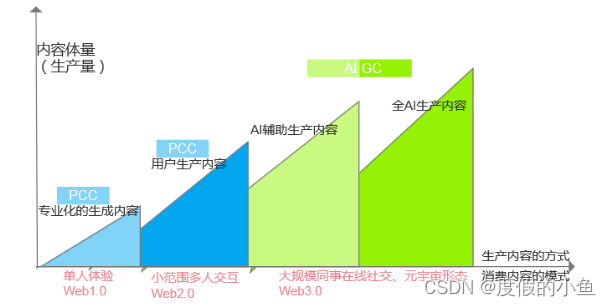 内容体量
（生产量）
AI GC
全AI生产内容
AI辅助生产内容
PCC
用户生产内容
PCC
专业化的生成内容
生产内容的方式
单人体验
Web1.0
小范围多人交互
Web2.0
大规模同事在线社交、元宇宙形态
Web3.0
消费内容的模式
CSDN @度假的小鱼